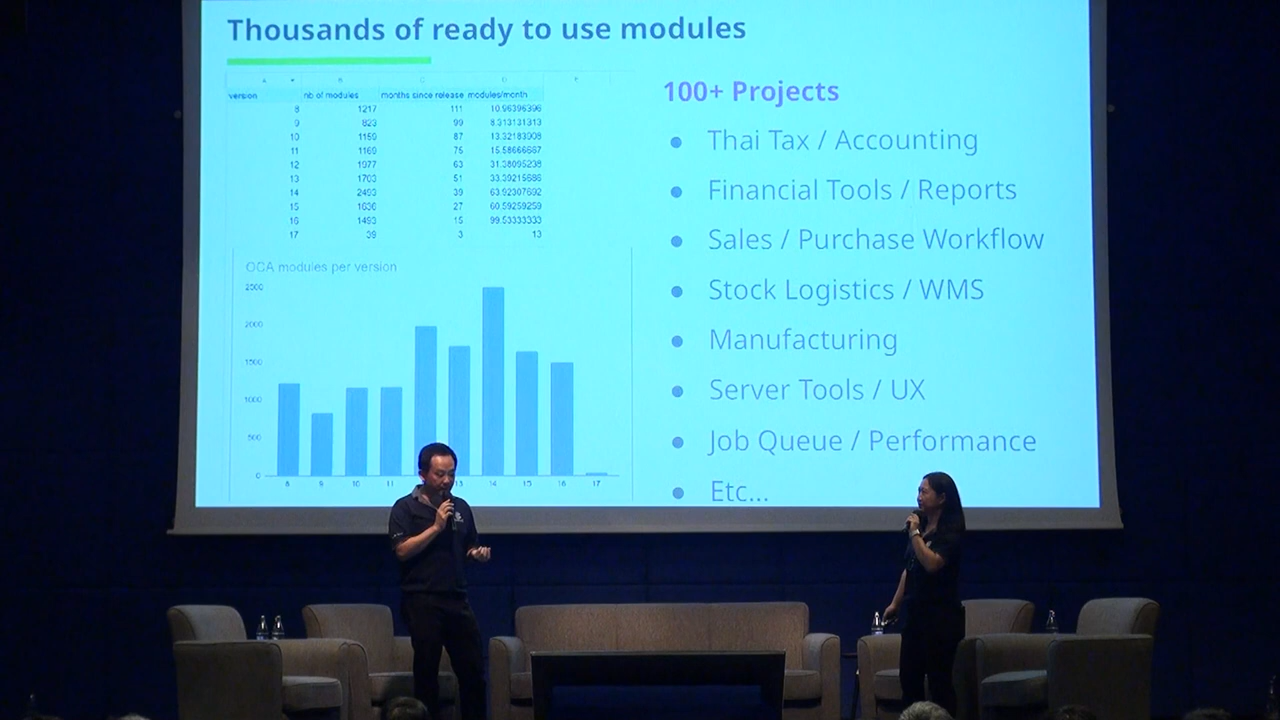 Thousands of ready to use modules
A B C D E
version nb of modules months since release modules/month
8 1217 111 10.96396396
9 823 99 8.313131313
10 1159 87 13.32183908
11 1169 75 15.58666667
12 1977 63 31.38095238
13 1703 51 33.39215686
14 2493 39 63.92307692
15 1636 27 60.59259259
16 1493 15 99.53333333
17 39 3 13
OCA modules per version
2500
2000
1500
1000
500
0
8 9 10 11 13 14 15 16 17
100+ Projects
● Thai Tax / Accounting
● Financial Tools / Reports
● Sales / Purchase Workflow
● Stock Logistics / WMS
● Manufacturing
● Server Tools / UX
● Job Queue / Performance
● Etc...